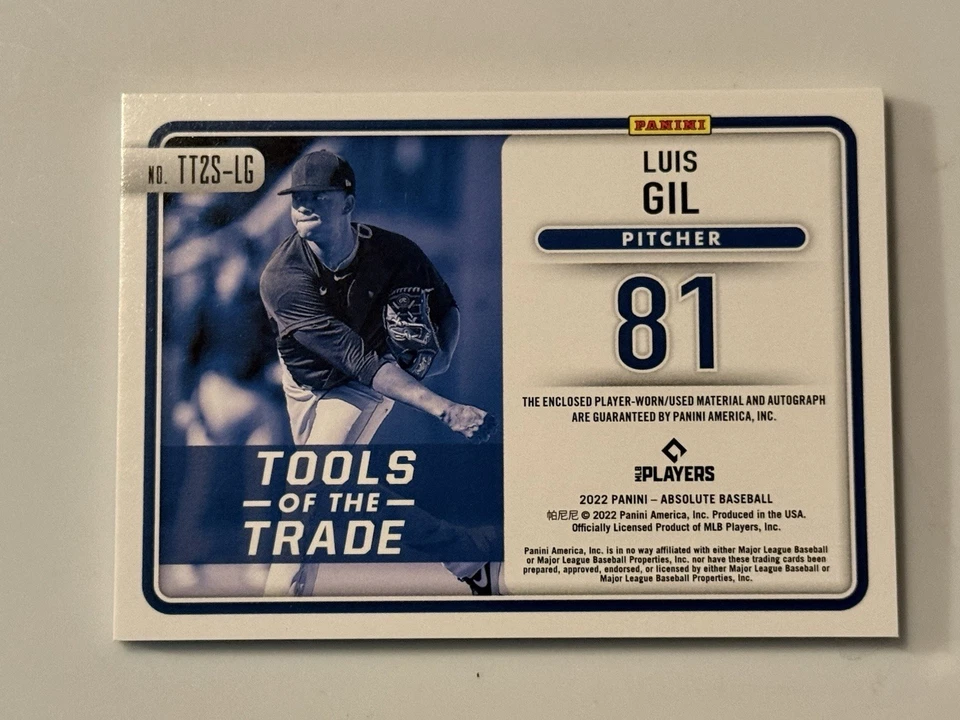 NO. TT2S-LG
TOOLS
OF THE
TRADE
PANINI
LUIS
GIL
PITCHER
81
THE ENCLOSED PLAYER-WORN/USED MATERIAL AND AUTOGRAPH
ARE GUARANTEED BY PANINI AMERICA, INC.
MLB PLAYERS
2022 PANINI – ABSOLUTE BASEBALL
帕尼尼 © 2022 Panini America, Inc. Produced in the USA.
Officially Licensed Product of MLB Players, Inc.
Panini America, Inc. is in no way affiliated with either Major League Baseball
or Major League Baseball Properties, Inc. nor have these trading cards been
prepared, approved, endorsed, or licensed by either Major League Baseball or
Major League Baseball Properties, Inc.